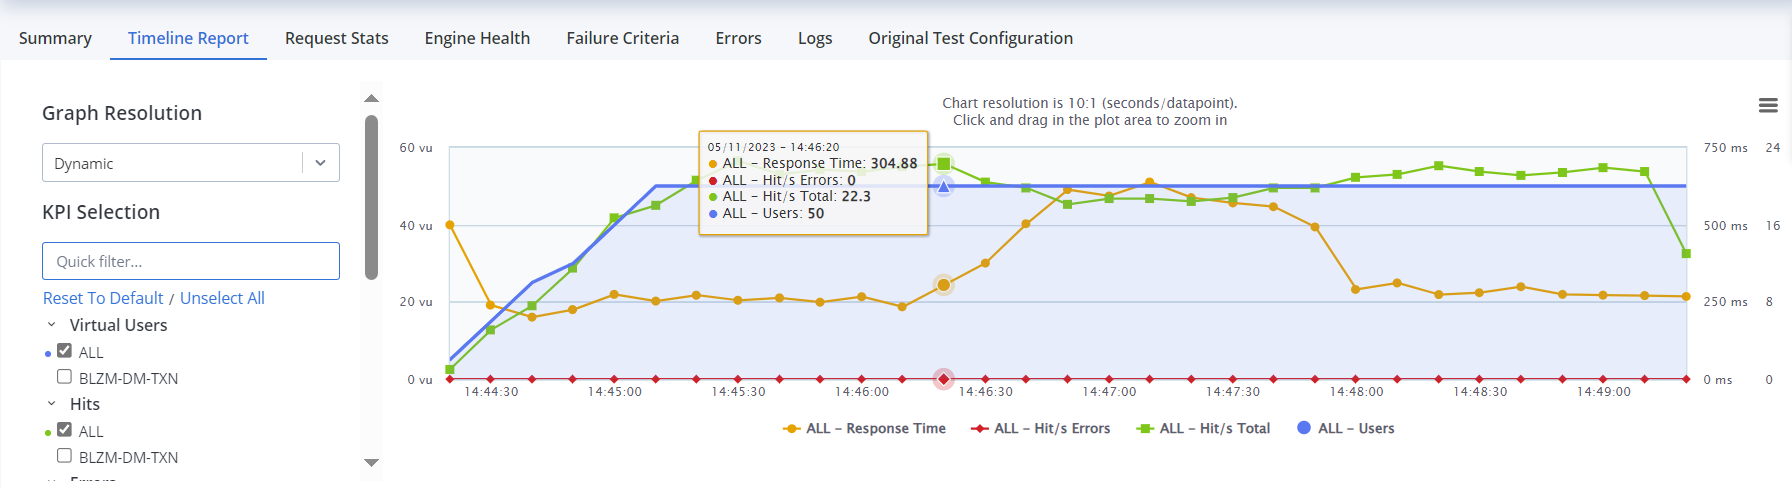 Summary Timeline Report Request Stats Engine Health Failure Criteria Errors Logs Original Test Configuration
Graph Resolution
Dynamic
KPI Selection
Quick filter...
Reset To Default / Unselect All
Virtual Users
ALL
BLZM-DM-TXN
Hits
ALL
BLZM-DM-TXN
Errors
Chart resolution is 10:1 (seconds/datapoint).
Click and drag in the plot area to zoom in
05/11/2023 - 14:46:20
ALL - Response Time: 304.88
ALL - Hit/s Errors: 0
ALL - Hit/s Total: 22.3
ALL - Users: 50
60 vu
40 vu
20 vu
0 vu
750 ms 24
500 ms 16
250 ms 8
0 ms 0
14:44:30 14:45:00 14:45:30 14:46:00 14:46:30 14:47:00 14:47:30 14:48:00 14:48:30 14:49:00
ALL - Response Time ALL - Hit/s Errors ALL - Hit/s Total ALL - Users